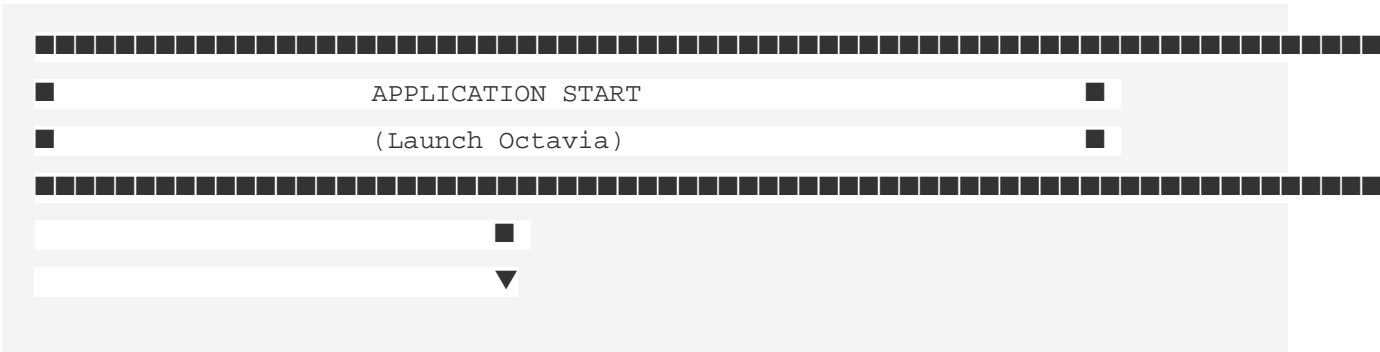 ■■■■■■■■■■■■■■■■■■■■■■■■■■■■■■■■■■■■■■■■■■■■■■■■■■■■■■■■■■■■■■■■■■■
■ APPLICATION START ■
■ (Launch Octavia) ■
■■■■■■■■■■■■■■■■■■■■■■■■■■■■■■■■■■■■■■■■■■■■■■■■■■■■■■■■■■■■■■■■■■■
■
▼